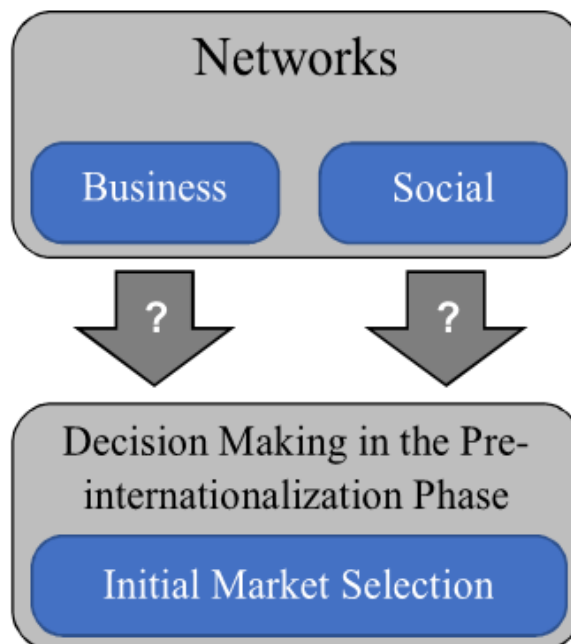 Networks
Business
Social
?
?
Decision Making in the Pre-
internationalization Phase
Initial Market Selection